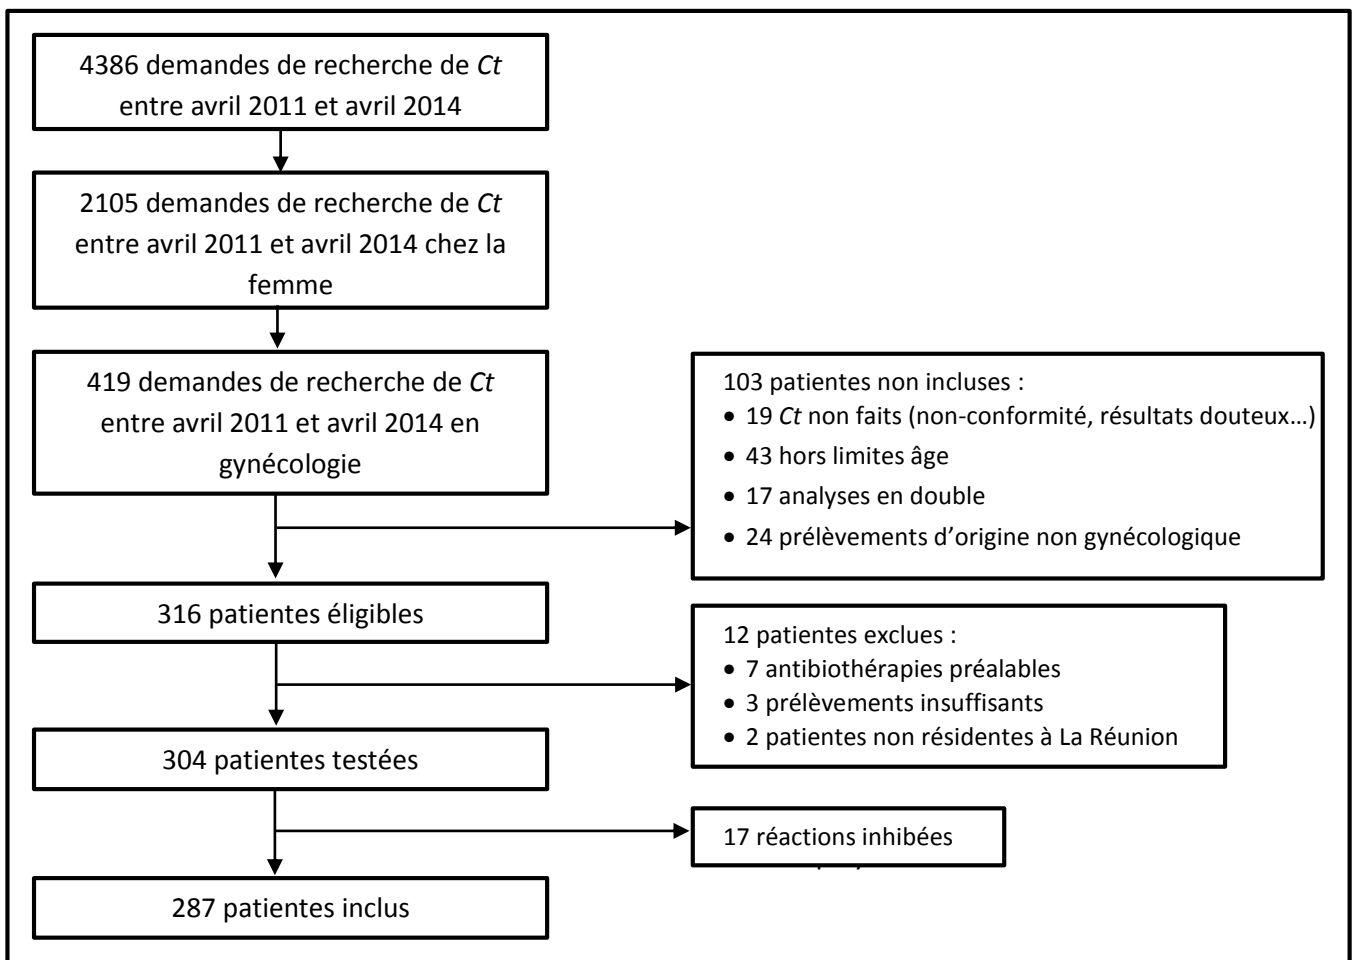 4386 demandes de recherche de Ct
entre avril 2011 et avril 2014
2105 demandes de recherche de Ct
entre avril 2011 et avril 2014 chez la
femme
419 demandes de recherche de Ct
entre avril 2011 et avril 2014 en
gynécologie
103 patientes non incluses :
• 19 Ct non faits (non-conformité, résultats douteux…)
• 43 hors limites âge
• 17 analyses en double
• 24 prélèvements d’origine non gynécologique
316 patientes éligibles
12 patientes exclues :
• 7 antibiothérapies préalables
• 3 prélèvements insuffisants
• 2 patientes non résidentes à La Réunion
304 patientes testées
17 réactions inhibées
287 patientes inclus